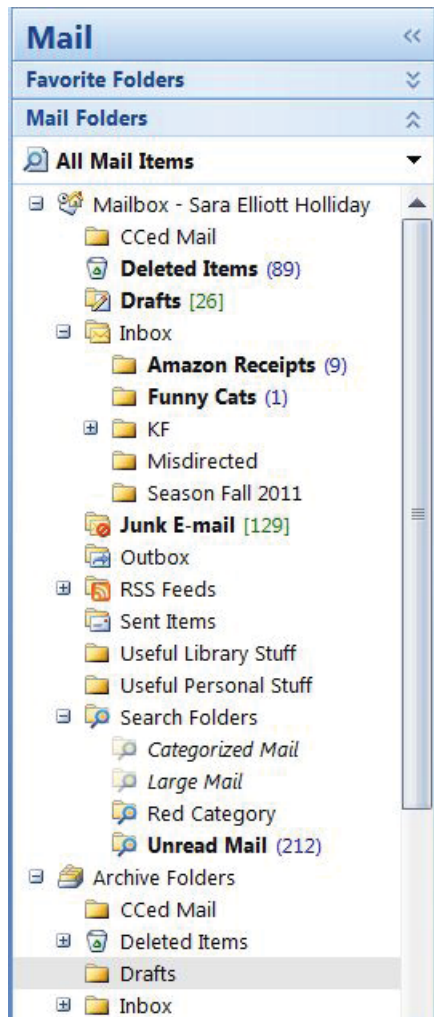 Mail
Favorite Folders
Mail Folders
All Mail Items
Mailbox - Sara Elliott Holliday
CCed Mail
Deleted Items (89)
Drafts [26]
Inbox
Amazon Receipts (9)
Funny Cats (1)
KF
Misdirected
Season Fall 2011
Junk E-mail [129]
Outbox
RSS Feeds
Sent Items
Useful Library Stuff
Useful Personal Stuff
Search Folders
Categorized Mail
Large Mail
Red Category
Unread Mail (212)
Archive Folders
CCed Mail
Deleted Items
Drafts
Inbox